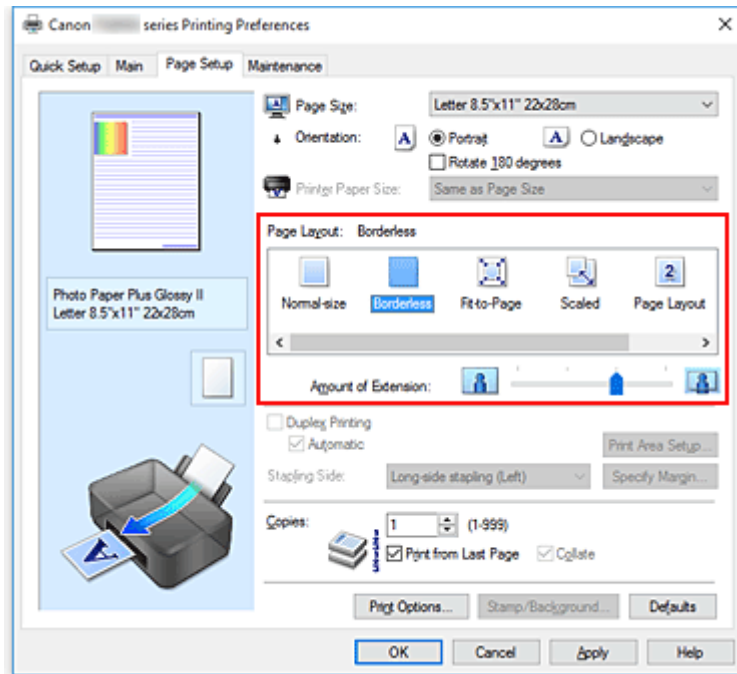 Canon series Printing Preferences
Quick Setup Main Page Setup Maintenance
Page Size: Letter 8.5"x11" 22x28cm
Orientation: A Portrait A Landscape
Rotate 180 degrees
Printer Paper Size: Same as Page Size
Page Layout: Borderless
Normal-size Borderless Fit-to-Page Scaled Page Layout
Photo Paper Plus Glossy II
Letter 8.5"x11" 22x28cm
Amount of Extension:
Duplex Printing
Automatic Print Area Setup...
Stapling Side: Long-side stapling (Left) Specify Margin...
Copies: 1 (1-999)
Print from Last Page Collate
Print Options... Stamp/Background... Defaults
OK Cancel Apply Help